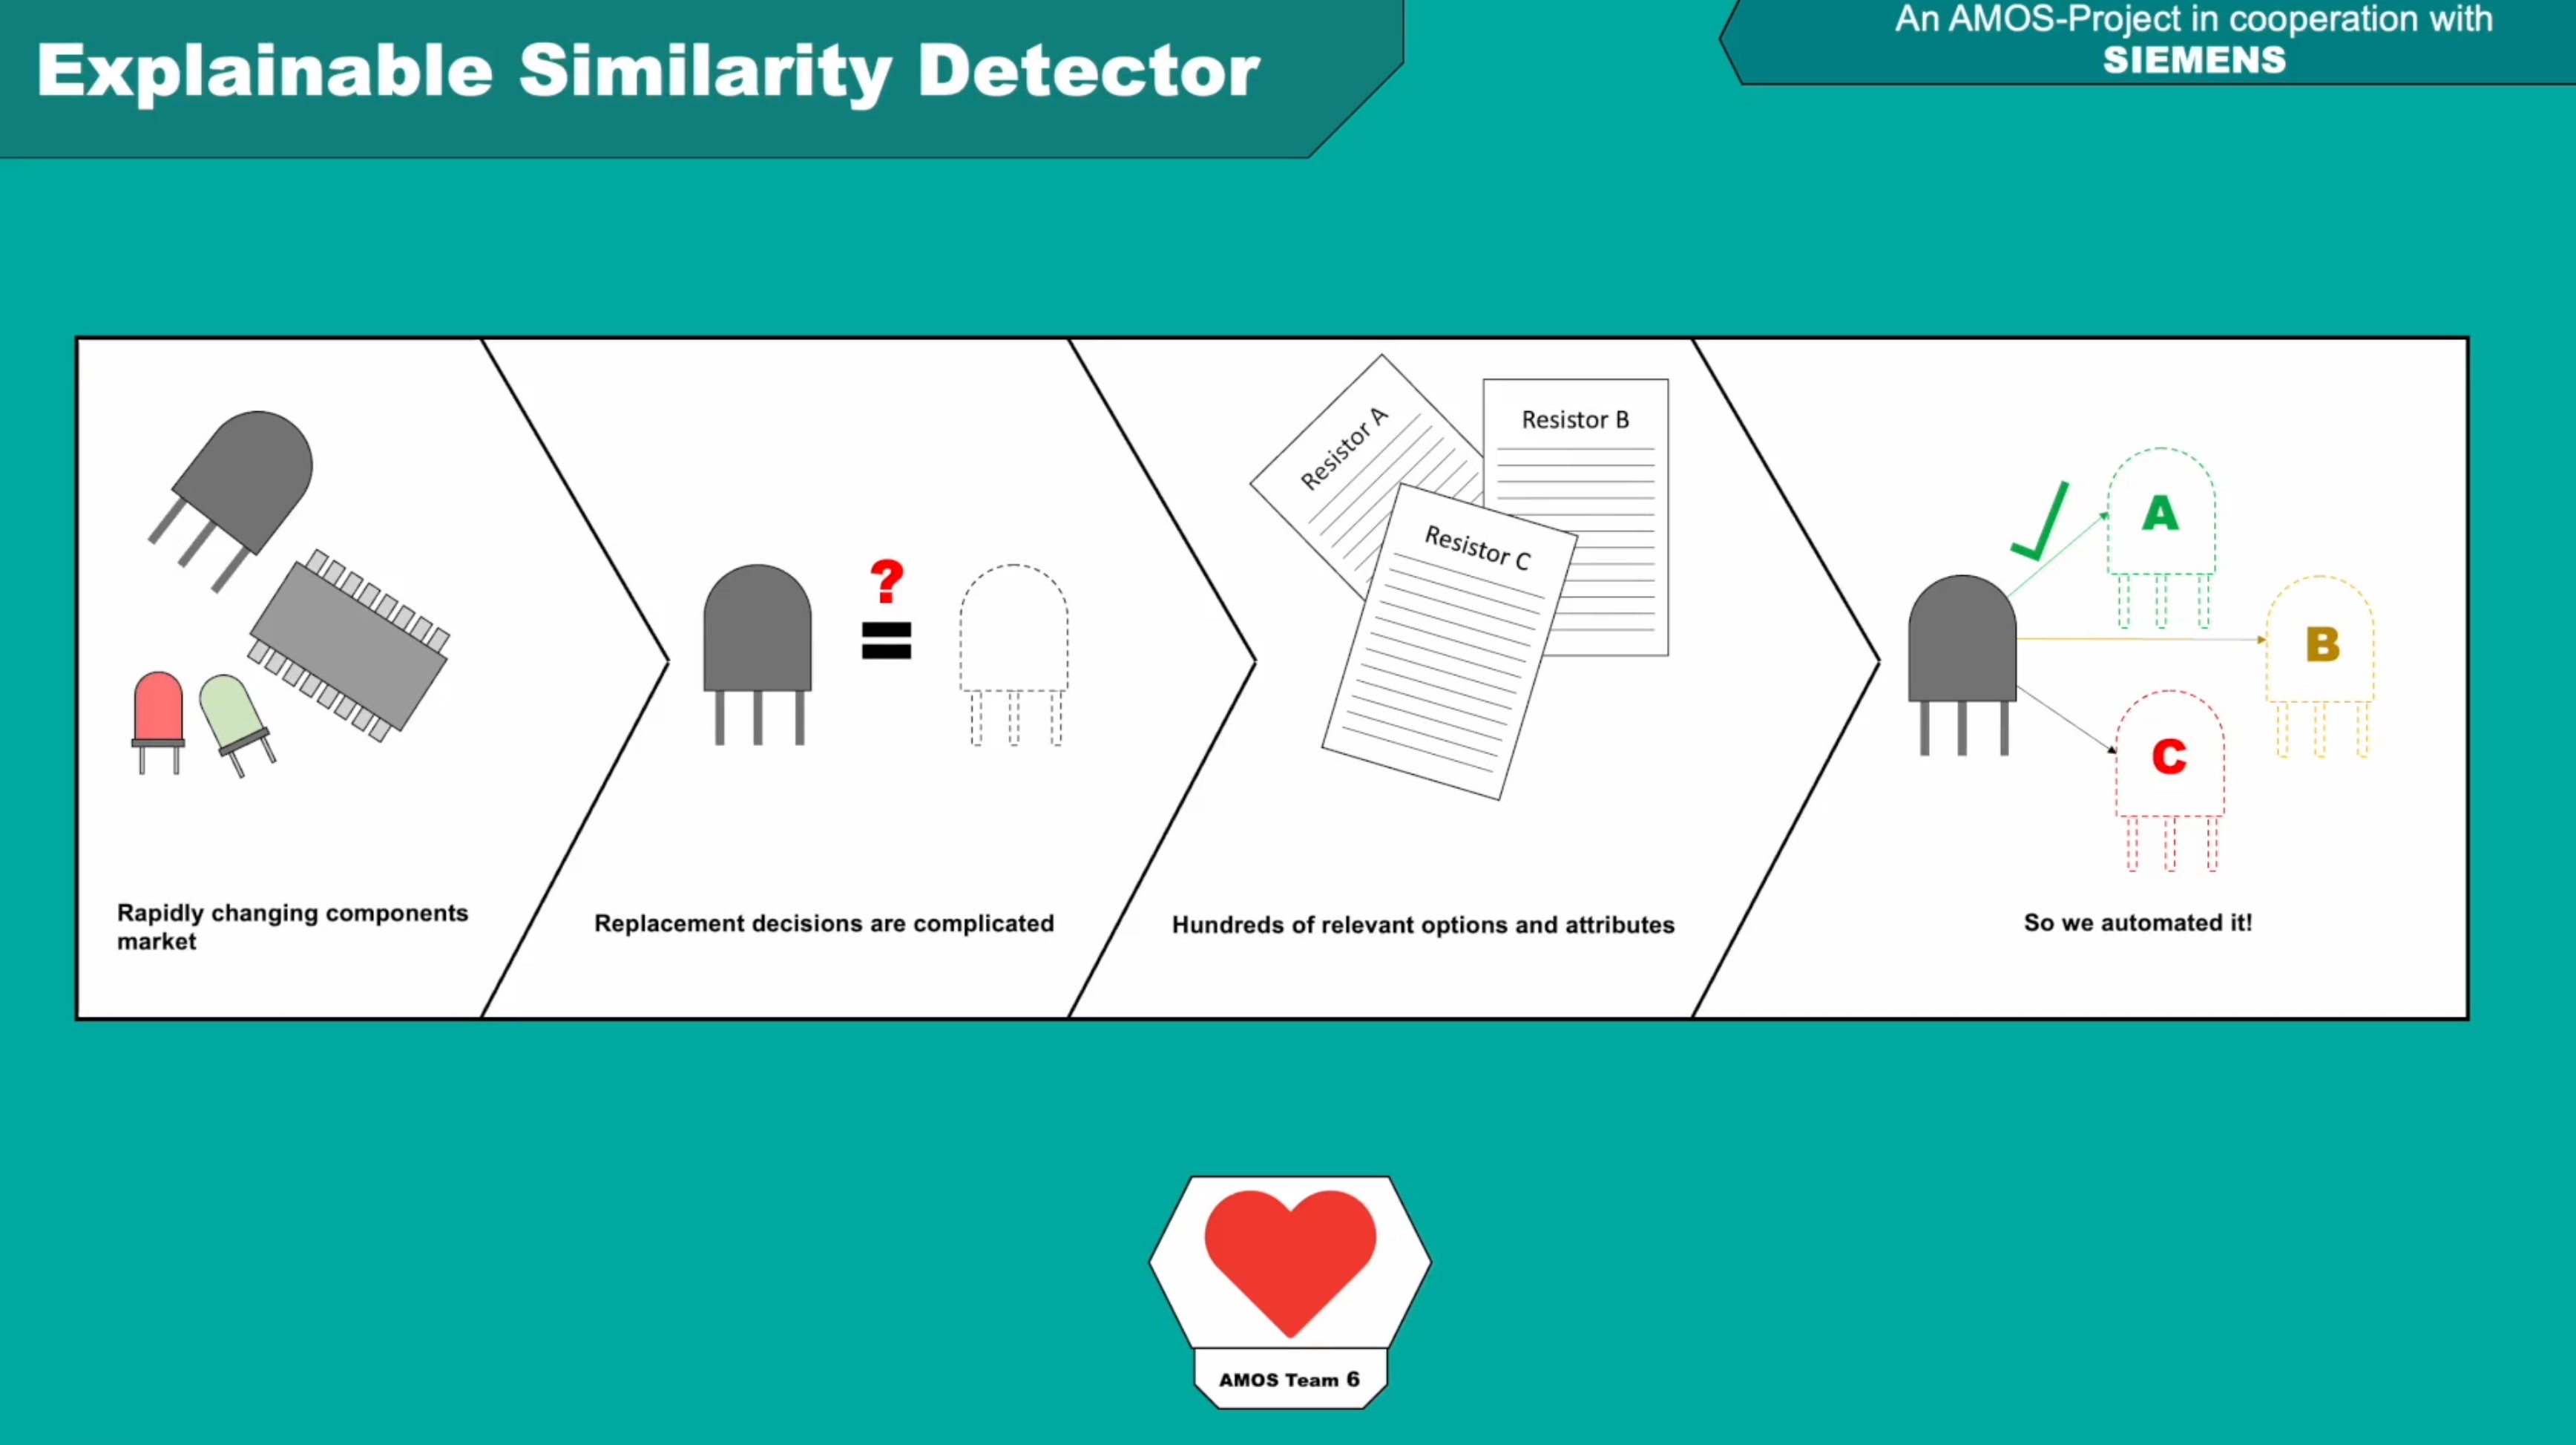 Explainable Similarity Detector
An AMOS-Project in cooperation with
SIEMENS
Rapidly changing components
market
?
=
Replacement decisions are complicated
Resistor A
Resistor B
Resistor C
Hundreds of relevant options and attributes
A
B
C
So we automated it!
AMOS Team 6